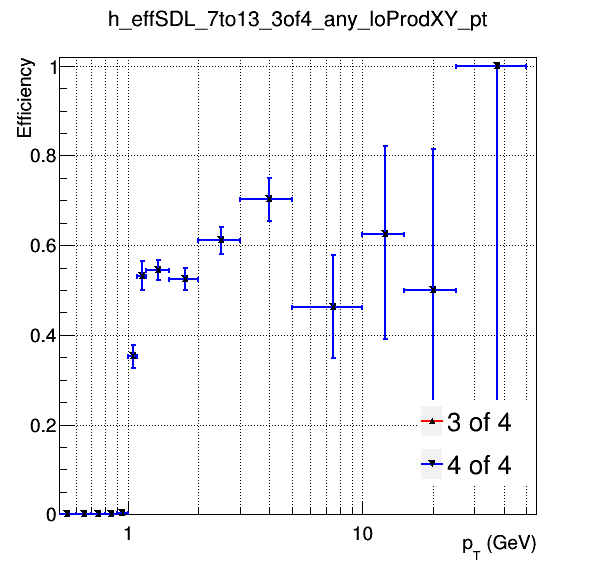 h_effSDL_7to13_3of4_any_loProdXY_pt
Efficiency
1
0.8
0.6
0.4
0.2
0
3 of 4
4 of 4
1
10
p_T (GeV)